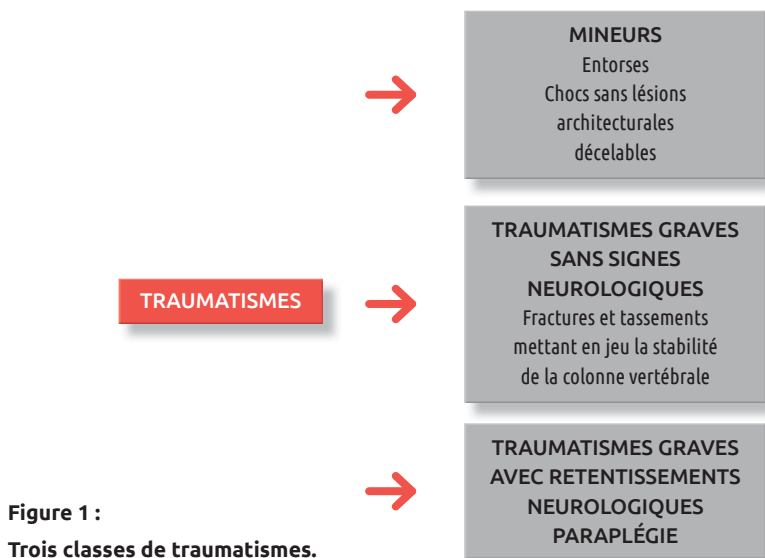 MINEURS
Entorses
Chocs sans lésions
architecturales
décelables
TRAUMATISMES
TRAUMATISMES GRAVES
SANS SIGNES
NEUROLOGIQUES
Fractures et tassements
mettant en jeu la stabilité
de la colonne vertébrale
TRAUMATISMES GRAVES
AVEC RETENTISSEMENTS
NEUROLOGIQUES
PARAPLÉGIE
Figure 1 :
Trois classes de traumatismes.